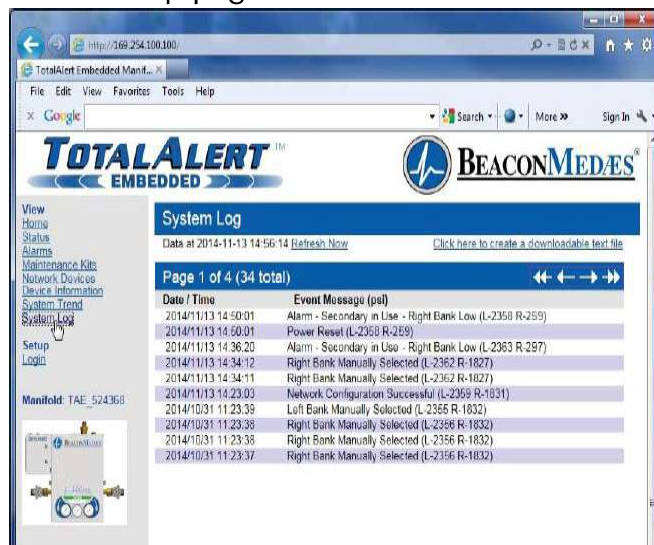 http://169.254.100.100/
TotalAlert Embedded Manif...
File Edit View Favorites Tools Help
x Google Search More » Sign In
TOTALALERT™
EMBEDDED
BEACONMEDÆS®
View
Home
Status
Alarms
Maintenance Kits
Network Devices
Device Information
System Trend
System Log
Setup
Login
Manifold: TAE_524368
System Log
Data at 2014-11-13 14:56:14 Refresh Now Click here to create a downloadable text file
Page 1 of 4 (34 total)
Date / Time Event Message (psi)
2014/11/13 14:50:01 Alarm - Secondary in Use - Right Bank Low (L-2358 R-259)
2014/11/13 14:50:01 Power Reset (L-2358 R-259)
2014/11/13 14:36:20 Alarm - Secondary in Use - Right Bank Low (L-2363 R-297)
2014/11/13 14:34:12 Right Bank Manually Selected (L-2362 R-1827)
2014/11/13 14:34:11 Right Bank Manually Selected (L-2362 R-1827)
2014/11/13 14:23:03 Network Configuration Successful (L-2359 R-1831)
2014/10/31 11:23:39 Left Bank Manually Selected (L-2355 R-1832)
2014/10/31 11:23:38 Right Bank Manually Selected (L-2356 R-1832)
2014/10/31 11:23:38 Right Bank Manually Selected (L-2356 R-1832)
2014/10/31 11:23:37 Right Bank Manually Selected (L-2356 R-1832)